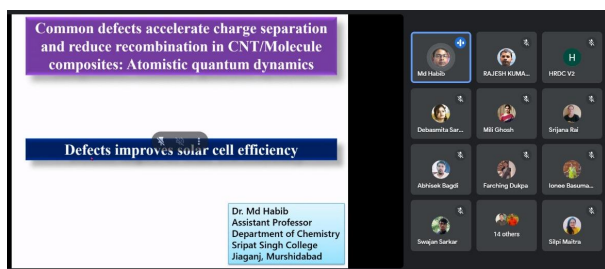 Common defects accelerate charge separation
and reduce recombination in CNT/Molecule
composites: Atomistic quantum dynamics
Defects improves solar cell efficiency
Dr. Md Habib
Assistant Professor
Department of Chemistry
Sripat Singh College
Jiaganj, Murshidabad
Md Habib
RAJESH KUMA...
H
HRDC V2
Debasmita Sar...
Mili Ghosh
Srijana Rai
Abhisek Bagdi
Farching Dukpa
Ionee Basuma...
Swajan Sarkar
14 others
Silpi Maitra